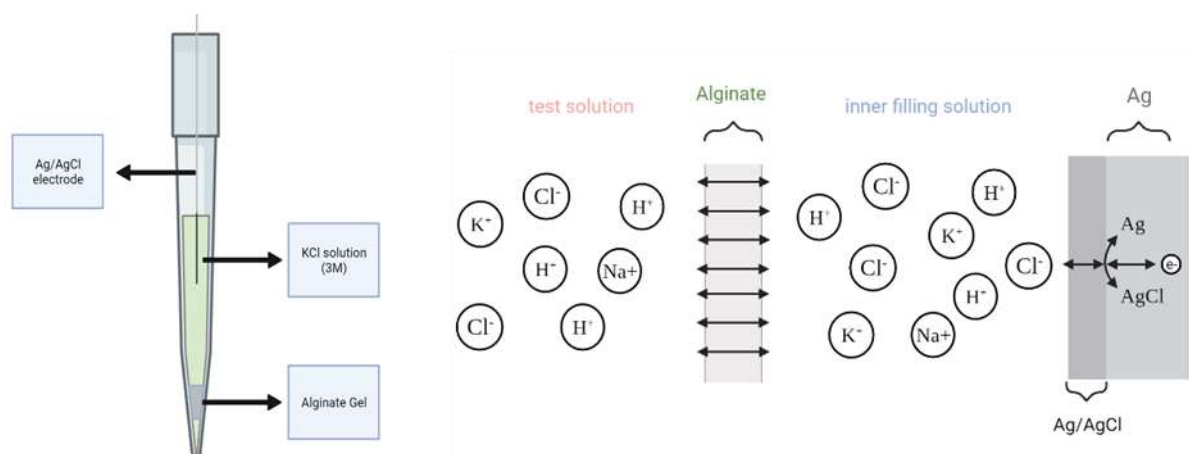 Ag/AgCl
electrode
KCl solution
(3M)
Alginate Gel
test solution
Alginate
inner filling solution
Ag
Cl⁻
H⁺
K⁺
H⁺
Na+
Cl⁻
H⁺
Cl⁻
H⁺
H⁺
K⁺
Cl⁻
Cl⁻
H⁺
K⁺
Na+
Ag
e-
AgCl
Ag/AgCl